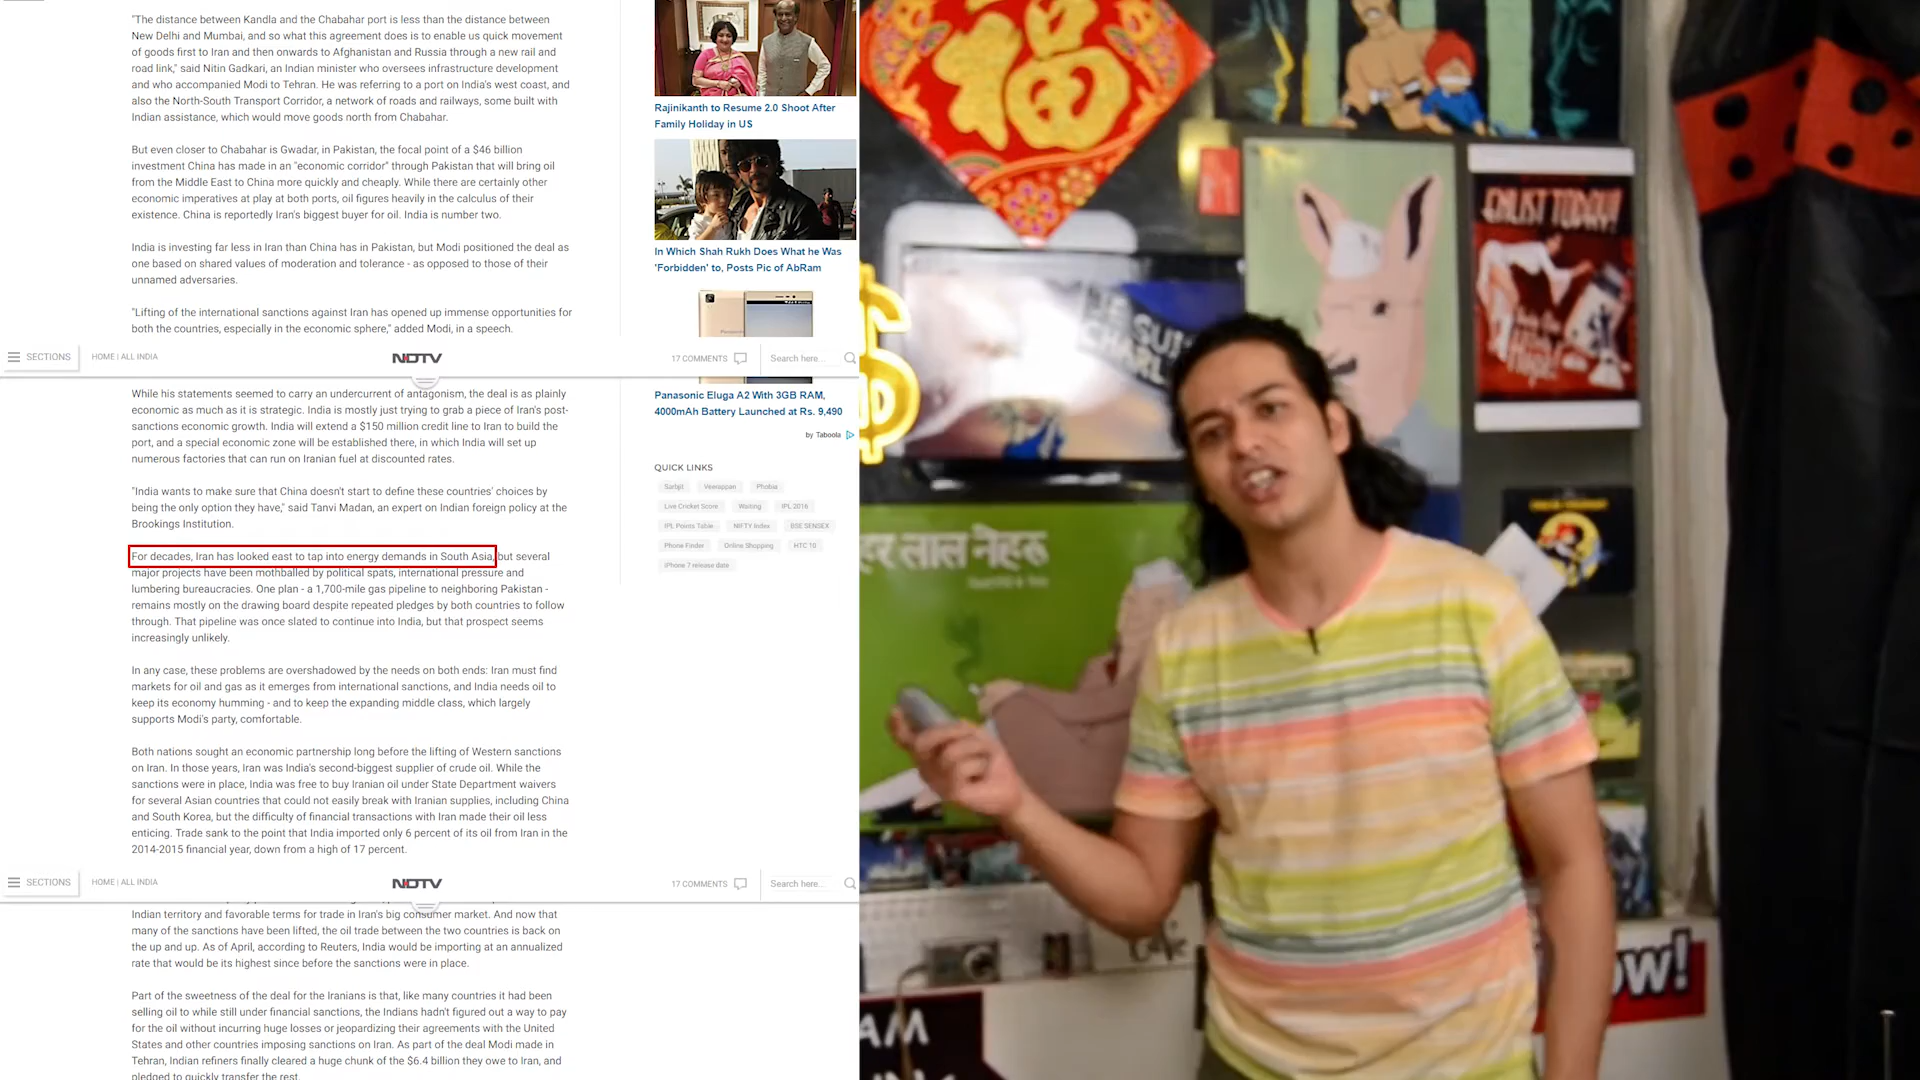 "The distance between Kandla and the Chabahar port is less than the distance between
New Delhi and Mumbai, and so what this agreement does is to enable us quick movement
of goods first to Iran and then onwards to Afghanistan and Russia through a new rail and
road link," said Nitin Gadkari, an Indian minister who oversees infrastructure development
and who accompanied Modi to Tehran. He was referring to a port on India's west coast, and
also the North-South Transport Corridor, a network of roads and railways, some built with
Indian assistance, which would move goods north from Chabahar.
But even closer to Chabahar is Gwadar, in Pakistan, the focal point of a $46 billion
investment China has made in an "economic corridor" through Pakistan that will bring oil
from the Middle East to China more quickly and cheaply. While there are certainly other
economic imperatives at play at both ports, oil figures heavily in the calculus of their
existence. China is reportedly Iran's biggest buyer for oil. India is number two.
India is investing far less in Iran than China has in Pakistan, but Modi positioned the deal as
one based on shared values of moderation and tolerance - as opposed to those of their
unnamed adversaries.
"Lifting of the international sanctions against Iran has opened up immense opportunities for
both the countries, especially in the economic sphere," added Modi, in a speech.
Rajinikanth to Resume 2.0 Shoot After
Family Holiday in US
In Which Shah Rukh Does What he Was
'Forbidden' to, Posts Pic of AbRam
SECTIONS
HOME | ALL INDIA
NDTV
17 COMMENTS
Search here...
While his statements seemed to carry an undercurrent of antagonism, the deal is as plainly
economic as much as it is strategic. India is mostly just trying to grab a piece of Iran's post-
sanctions economic growth. India will extend a $150 million credit line to Iran to build the
port, and a special economic zone will be established there, in which India will set up
numerous factories that can run on Iranian fuel at discounted rates.
"India wants to make sure that China doesn't start to define these countries' choices by
being the only option they have," said Tanvi Madan, an expert on Indian foreign policy at the
Brookings Institution.
For decades, Iran has looked east to tap into energy demands in South Asia, but several
major projects have been mothballed by political spats, international pressure and
lumbering bureaucracies. One plan - a 1,700-mile gas pipeline to neighboring Pakistan -
remains mostly on the drawing board despite repeated pledges by both countries to follow
through. That pipeline was once slated to continue into India, but that prospect seems
increasingly unlikely.
In any case, these problems are overshadowed by the needs on both ends: Iran must find
markets for oil and gas as it emerges from international sanctions, and India needs oil to
keep its economy humming - and to keep the expanding middle class, which largely
supports Modi's party, comfortable.
Both nations sought an economic partnership long before the lifting of Western sanctions
on Iran. In those years, Iran was India's second-biggest supplier of crude oil. While the
sanctions were in place, India was free to buy Iranian oil under State Department waivers
for several Asian countries that could not easily break with Iranian supplies, including China
and South Korea, but the difficulty of financial transactions with Iran made their oil less
enticing. Trade sank to the point that India imported only 6 percent of its oil from Iran in the
2014-2015 financial year, down from a high of 17 percent.
Panasonic Eluga A2 With 3GB RAM,
4000mAh Battery Launched at Rs. 9,490
by Taboola
QUICK LINKS
Sarbjit Veerappan Phobia
Live Cricket Score Waiting IPL 2016
IPL Points Table NIFTY Index BSE SENSEX
Phone Finder Online Shopping HTC 10
iPhone 7 release date
SECTIONS
HOME | ALL INDIA
NDTV
17 COMMENTS
Search here...
Indian territory and favorable terms for trade in Iran's big consumer market. And now that
many of the sanctions have been lifted, the oil trade between the two countries is back on
the up and up. As of April, according to Reuters, India would be importing at an annualized
rate that would be its highest since before the sanctions were in place.
Part of the sweetness of the deal for the Iranians is that, like many countries it had been
selling oil to while still under financial sanctions, the Indians hadn't figured out a way to pay
for the oil without incurring huge losses or jeopardizing their agreements with the United
States and other countries imposing sanctions on Iran. As part of the deal Modi made in
Tehran, Indian refiners finally cleared a huge chunk of the $6.4 billion they owe to Iran, and
pledged to quickly transfer the rest.
福
ENLIST TODAY!
हर लाल नेहरू
ow!
AM